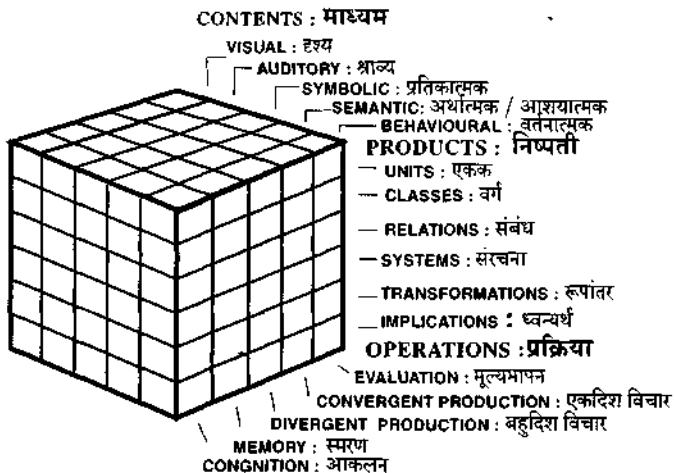 CONTENTS : माध्यम
VISUAL : दृश्य
AUDITORY : श्राव्य
SYMBOLIC : प्रतिकात्मक
SEMANTIC: अर्थात्मक / आशयात्मक
BEHAVIOURAL : वर्तनात्मक
PRODUCTS : निष्पती
UNITS : एकक
CLASSES : वर्ग
RELATIONS : संबंध
SYSTEMS : संरचना
TRANSFORMATIONS : रूपांतर
IMPLICATIONS : ध्वन्यर्थ
OPERATIONS : प्रक्रिया
EVALUATION : मूल्यमापन
CONVERGENT PRODUCTION : एकदिश विचार
DIVERGENT PRODUCTION : बहुदिश विचार
MEMORY : स्मरण
CONGNITION : आकलन